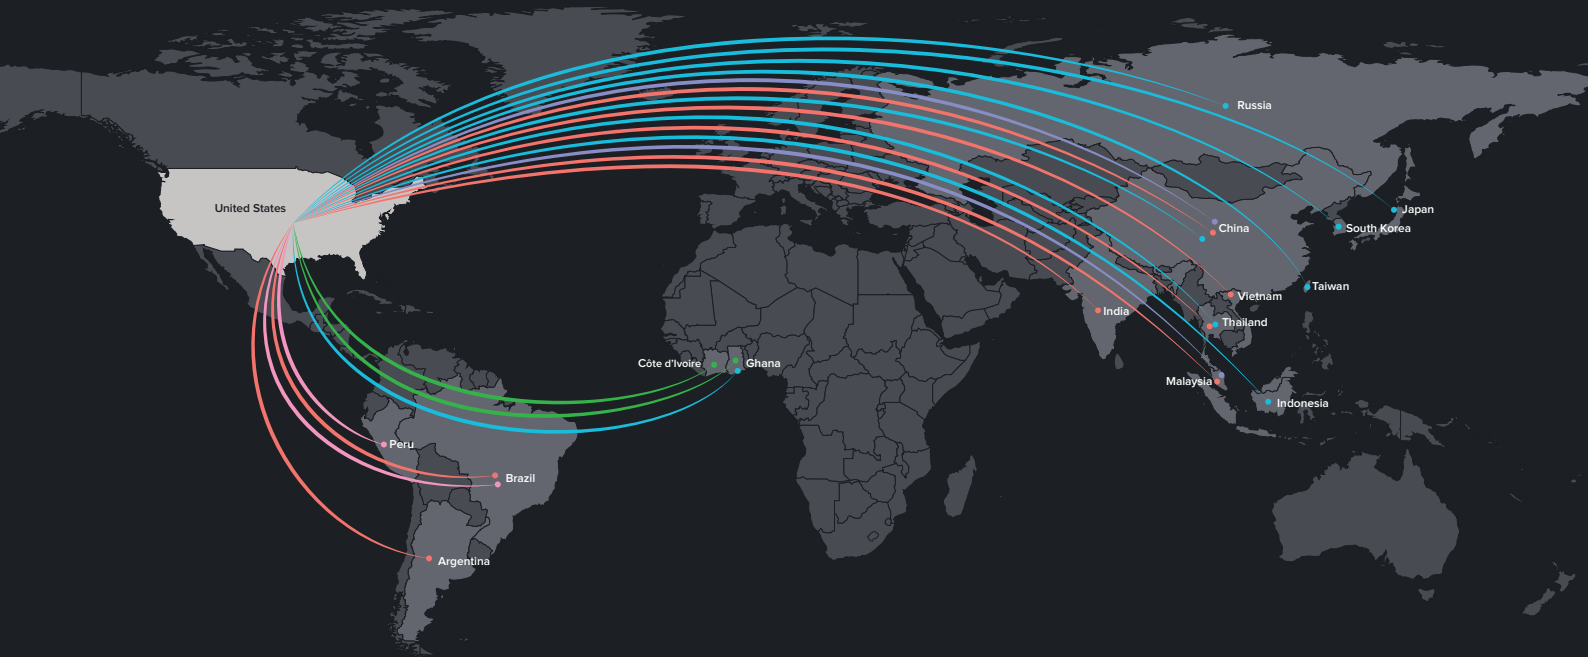 Russia
United States
Japan
China
South Korea
Taiwan
Vietnam
India
Thailand
Côte d'Ivoire
Ghana
Malaysia
Indonesia
Peru
Brazil
Argentina